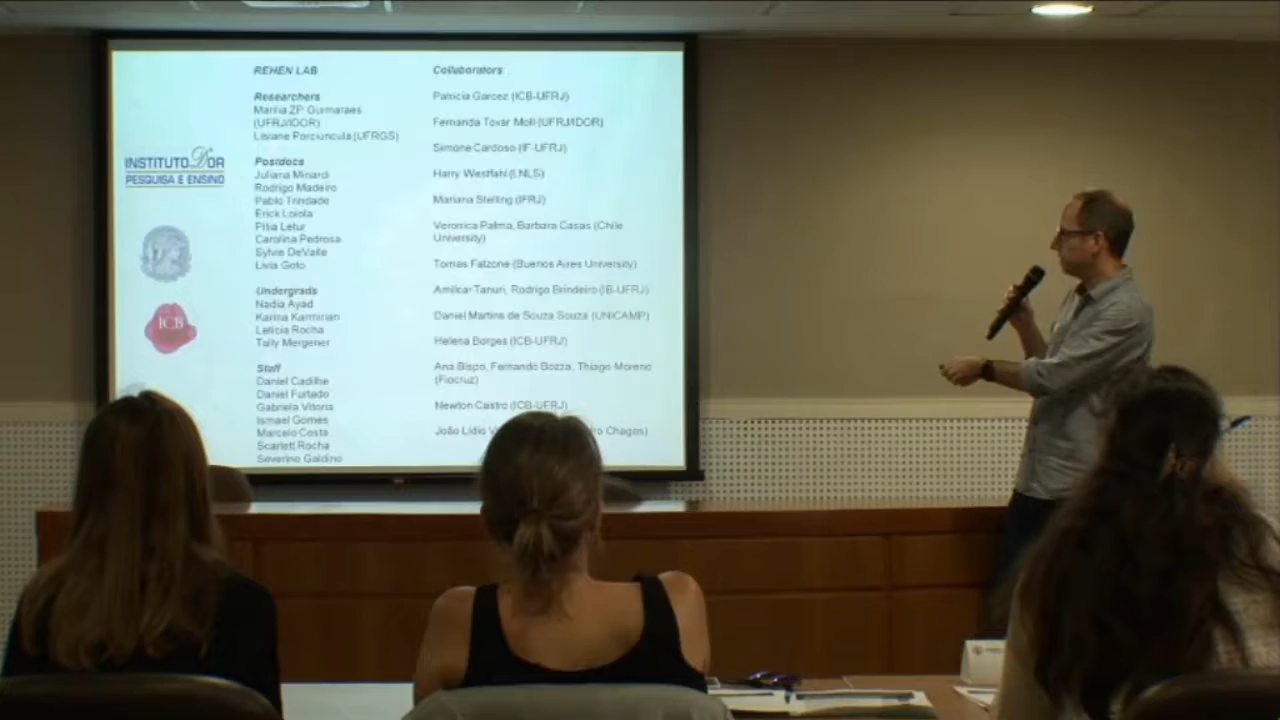 REHEN LAB
Researchers
Marilia ZP Guimaraes
(UFRJ/IDOR)
Lisiane Porciuncula (UFRGS)
Postdocs
Juliana Minardi
Rodrigo Madeiro
Pablo Trindade
Erick Loiola
Pitia Letur
Carolina Pedrosa
Sylvie DeValle
Livia Goto
Undergrads
Nadia Ayad
Karina Karmirian
Leticia Rocha
Tally Mergener
Staff
Daniel Cadilhe
Daniel Furtado
Gabriela Vitoria
Ismael Gomes
Marcelo Costa
Scarlett Rocha
Severino Galdino
Collaborators
Patricia Garcez (ICB-UFRJ)
Fernanda Tovar Moll (UFRJ/IDOR)
Simone Cardoso (IF-UFRJ)
Harry Westfahl (LNLS)
Mariana Stelling (IFRJ)
Veronica Palma, Barbara Casas (Chile
University)
Tomas Falzone (Buenos Aires University)
Amilcar Tanuri, Rodrigo Brindeiro (IB-UFRJ)
Daniel Martins de Souza Souza (UNICAMP)
Helena Borges (ICB-UFRJ)
Ana Bispo, Fernando Bozza, Thiago Moreno
(Fiocruz)
Newton Castro (ICB-UFRJ)
João Lídio Chagas)
INSTITUTO D'OR
PESQUISA E ENSINO
ICB